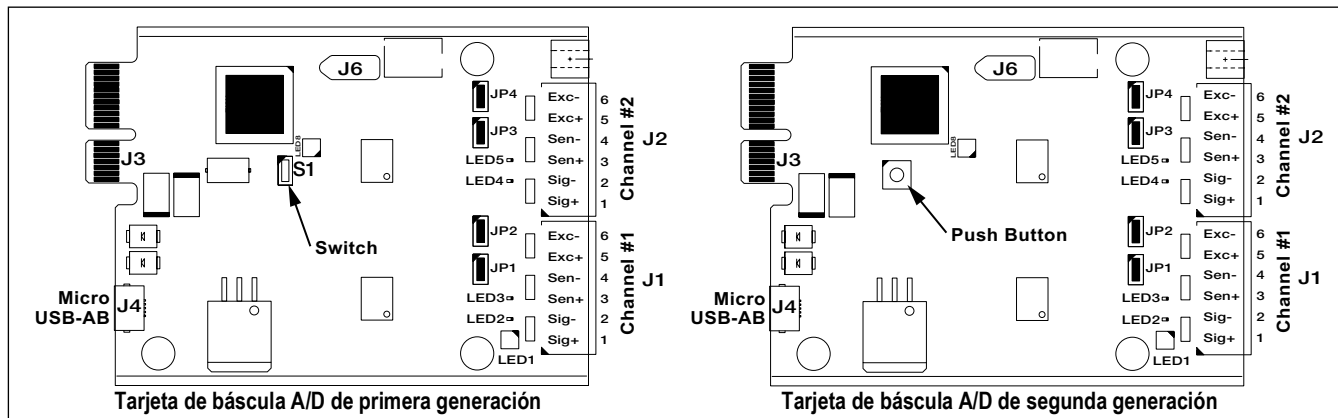 J6
J3
LED8
S1
Switch
Micro
USB-AB
J4
JP4
JP3
LED5
LED4
Exc- 6
Exc+ 5
Sen- 4
Sen+ 3
Sig- 2
Sig+ 1
Channel #2
J2
JP2
JP1
LED3
LED2
LED1
Exc- 6
Exc+ 5
Sen- 4
Sen+ 3
Sig- 2
Sig+ 1
Channel #1
J1
Tarjeta de báscula A/D de primera generación
J6
J3
LED8
Push Button
Micro
USB-AB
J4
JP4
JP3
LED5
LED4
Exc- 6
Exc+ 5
Sen- 4
Sen+ 3
Sig- 2
Sig+ 1
Channel #2
J2
JP2
JP1
LED3
LED2
LED1
Exc- 6
Exc+ 5
Sen- 4
Sen+ 3
Sig- 2
Sig+ 1
Channel #1
J1
Tarjeta de báscula A/D de segunda generación